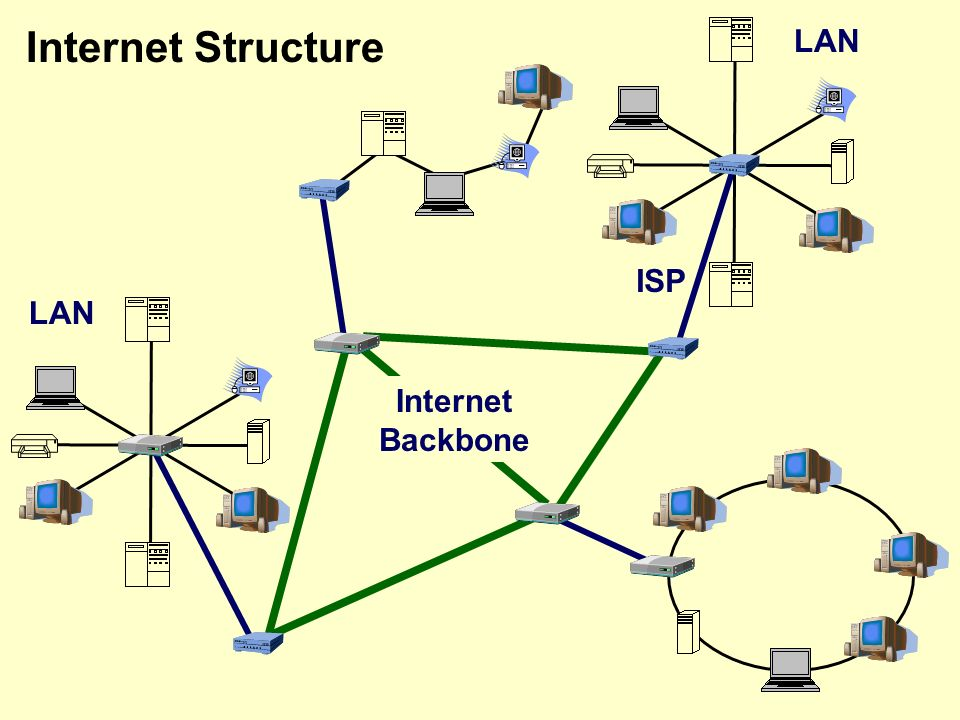 Internet Structure
LAN
ISP
LAN
Internet
Backbone